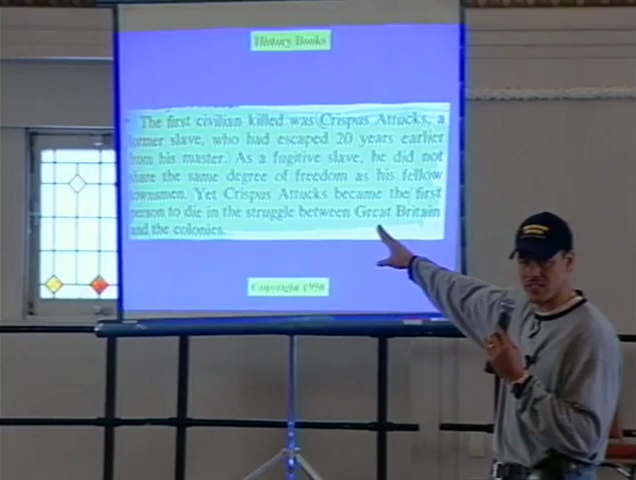 History Books
The first civilian killed was Crispus Attucks, a
former slave, who had escaped 20 years earlier
from his master. As a fugitive slave, he did not
share the same degree of freedom as his fellow
townsmen. Yet Crispus Attucks became the first
person to die in the struggle between Great Britain
and the colonies.
Copyright